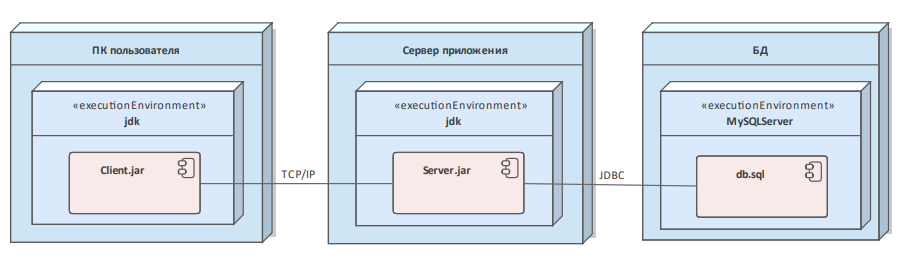 ПК пользователя
«executionEnvironment»
jdk
Client.jar
TCP/IP
Сервер приложения
«executionEnvironment»
jdk
Server.jar
JDBC
БД
«executionEnvironment»
MySQLServer
db.sql